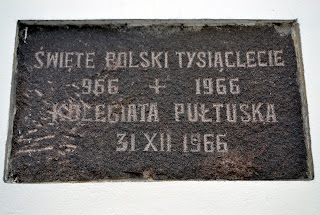 ŚWIĘTE POLSKI TYSIĄCLECIE
966 + 1966
KOLEGIATA PUŁTUSKA
31 XII 1966